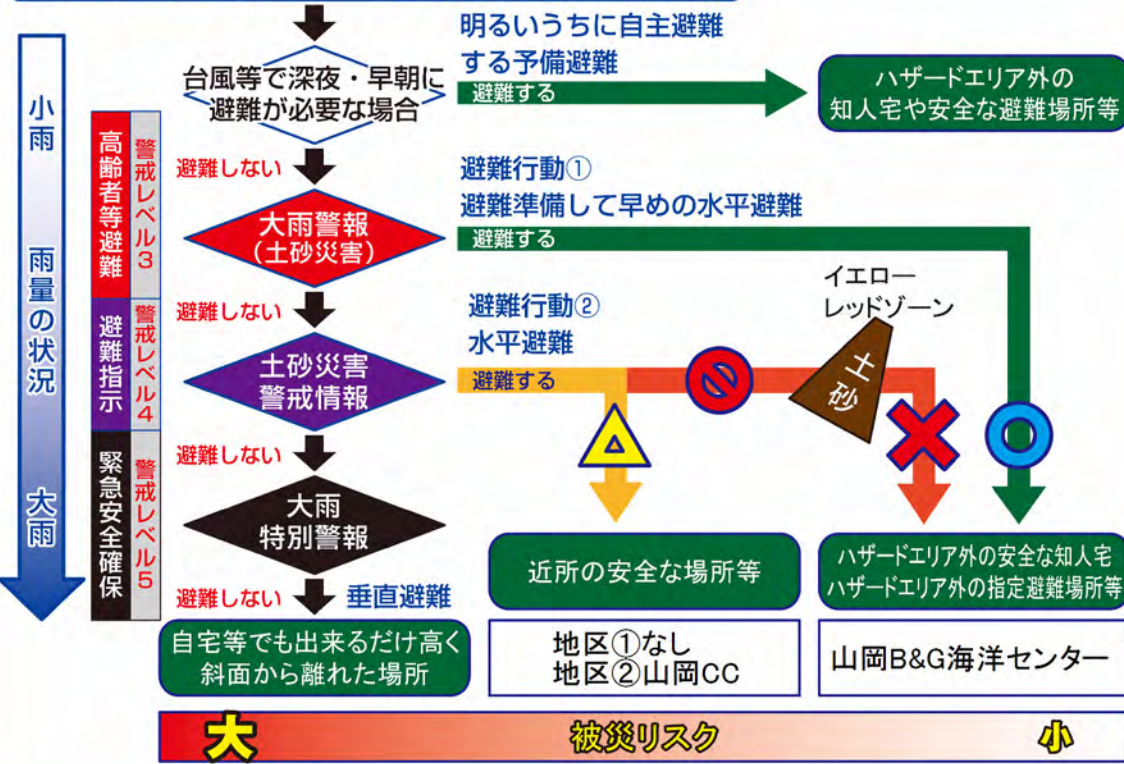 明るいうちに自主避難
する予備避難
台風等で深夜・早朝に
避難が必要な場合
避難する
ハザードエリア外の
知人宅や安全な避難場所等
小雨
雨量の状況
大雨
高齢者等避難
警戒レベル3
避難しない
避難行動①
避難準備して早めの水平避難
大雨警報
(土砂災害)
避難する
避難指示
警戒レベル4
避難しない
避難行動②
水平避難
土砂災害
警戒情報
避難する
イエロー
レッドゾーン
土砂
緊急安全確保
警戒レベル5
避難しない
大雨
特別警報
避難しない
垂直避難
自宅等でも出来るだけ高く
斜面から離れた場所
近所の安全な場所等
地区①なし
地区②山岡CC
ハザードエリア外の安全な知人宅
ハザードエリア外の指定避難場所等
山岡B&G海洋センター
大
被災リスク
小